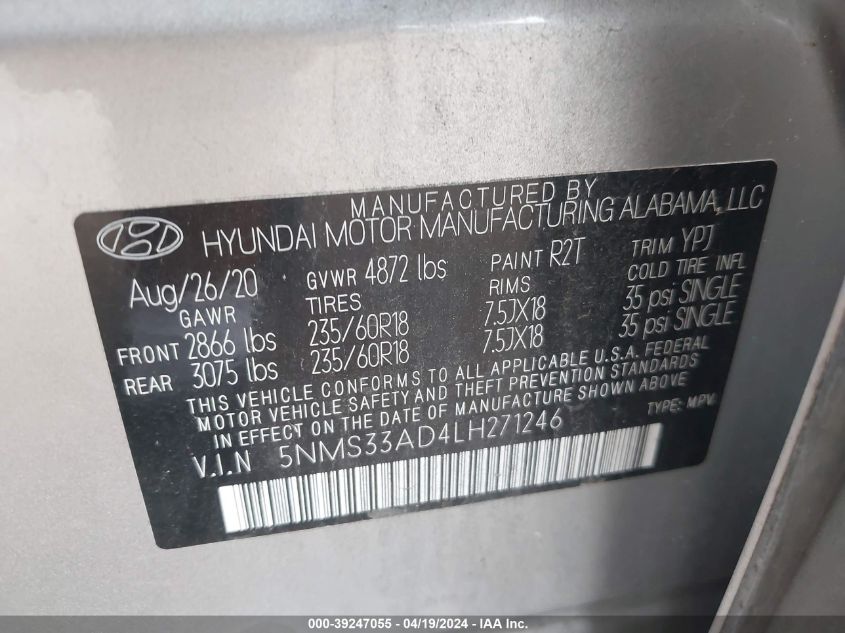 MANUFACTURED BY
HYUNDAI MOTOR MANUFACTURING ALABAMA, LLC
Aug/26/20 GVWR 4872 lbs PAINT R2T TRIM YPJ
GAWR TIRES RIMS COLD TIRE INFL
FRONT 2866 lbs 235/60R18 7.5JX18 35 psi SINGLE
REAR 3075 lbs 235/60R18 7.5JX18 35 psi SINGLE
THIS VEHICLE CONFORMS TO ALL APPLICABLE U.S.A. FEDERAL
MOTOR VEHICLE SAFETY AND THEFT PREVENTION STANDARDS
IN EFFECT ON THE DATE OF MANUFACTURE SHOWN ABOVE
V.I.N 5NMS33AD4LH271246 TYPE: MPV
000-39247055 - 04/19/2024 - IAA Inc.